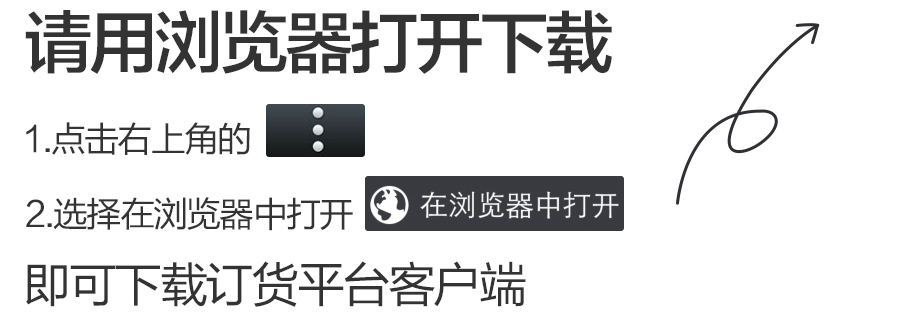 请用浏览器打开下载
1.点击右上角的
2.选择在浏览器中打开 在浏览器中打开
即可下载订货平台客户端